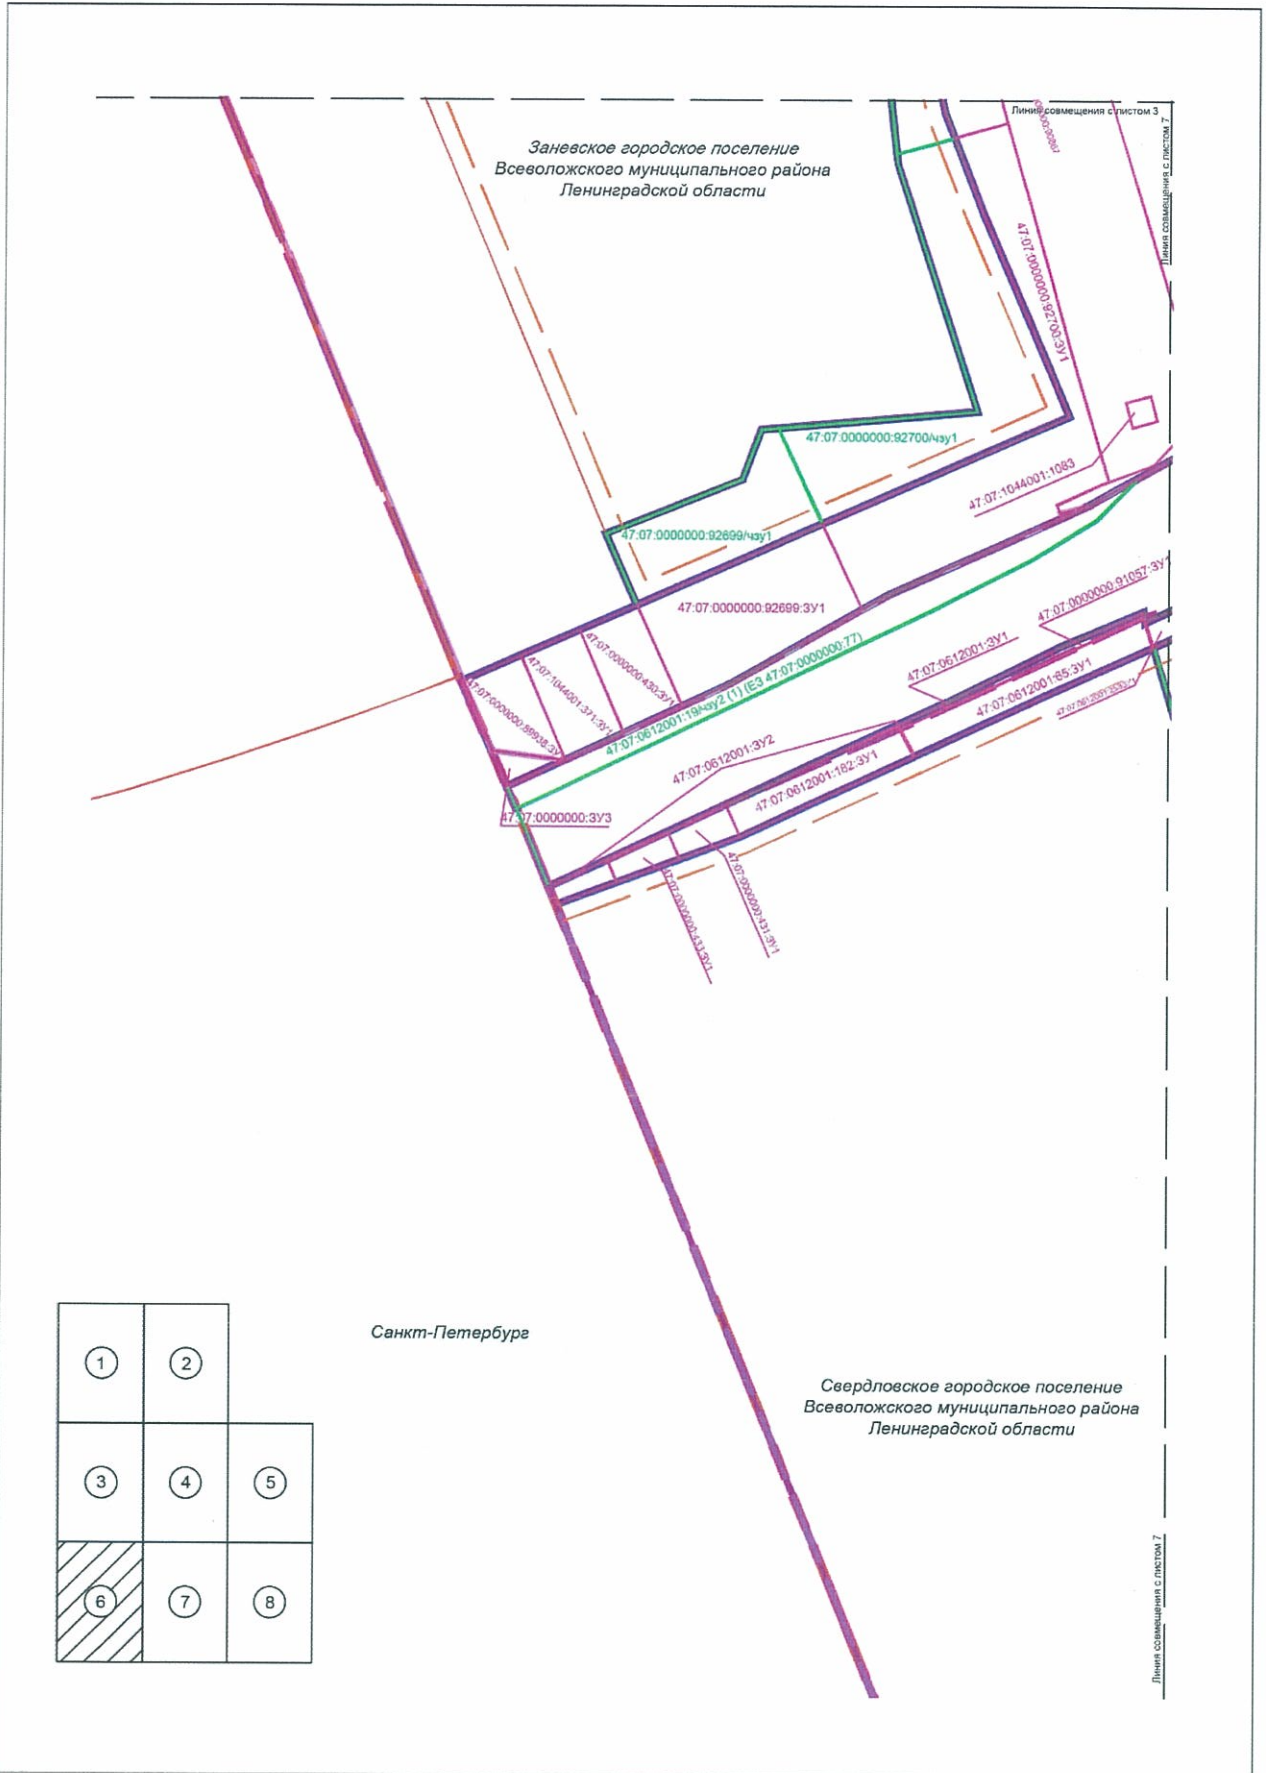 Линия совмещения с листом 3
Линия совмещения с листом 7
Заневское городское поселение
Всеволожского муниципального района
Ленинградской области
47:07:0000000:92700:ЗУ1
47:07:0000000:92700/чзу1
47:07:1044001:1083
47:07:0000000:92699/чзу1
47:07:0000000:92699:ЗУ1
47:07:0000000:91057:ЗУ1
47:07:0000000:430:ЗУ1
47:07:1044001:371:ЗУ1
47:07:0612001:19/чзу2 (1) (ЕЗ 47:07:0000000:77)
47:07:0612001:ЗУ1
47:07:0612001:85:ЗУ1
47:07:0612001:ЗУ2
47:07:0612001:182:ЗУ1
47:07:0000000:ЗУ3
47:07:0000000:433:ЗУ1
47:07:0000000:431:ЗУ1
Санкт-Петербург
Свердловское городское поселение
Всеволожского муниципального района
Ленинградской области
1
2
3
4
5
6
7
8
Линия совмещения с листом 7